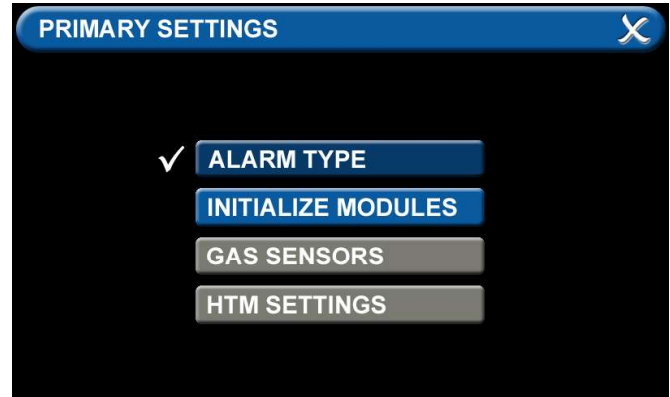 PRIMARY SETTINGS
ALARM TYPE
INITIALIZE MODULES
GAS SENSORS
HTM SETTINGS